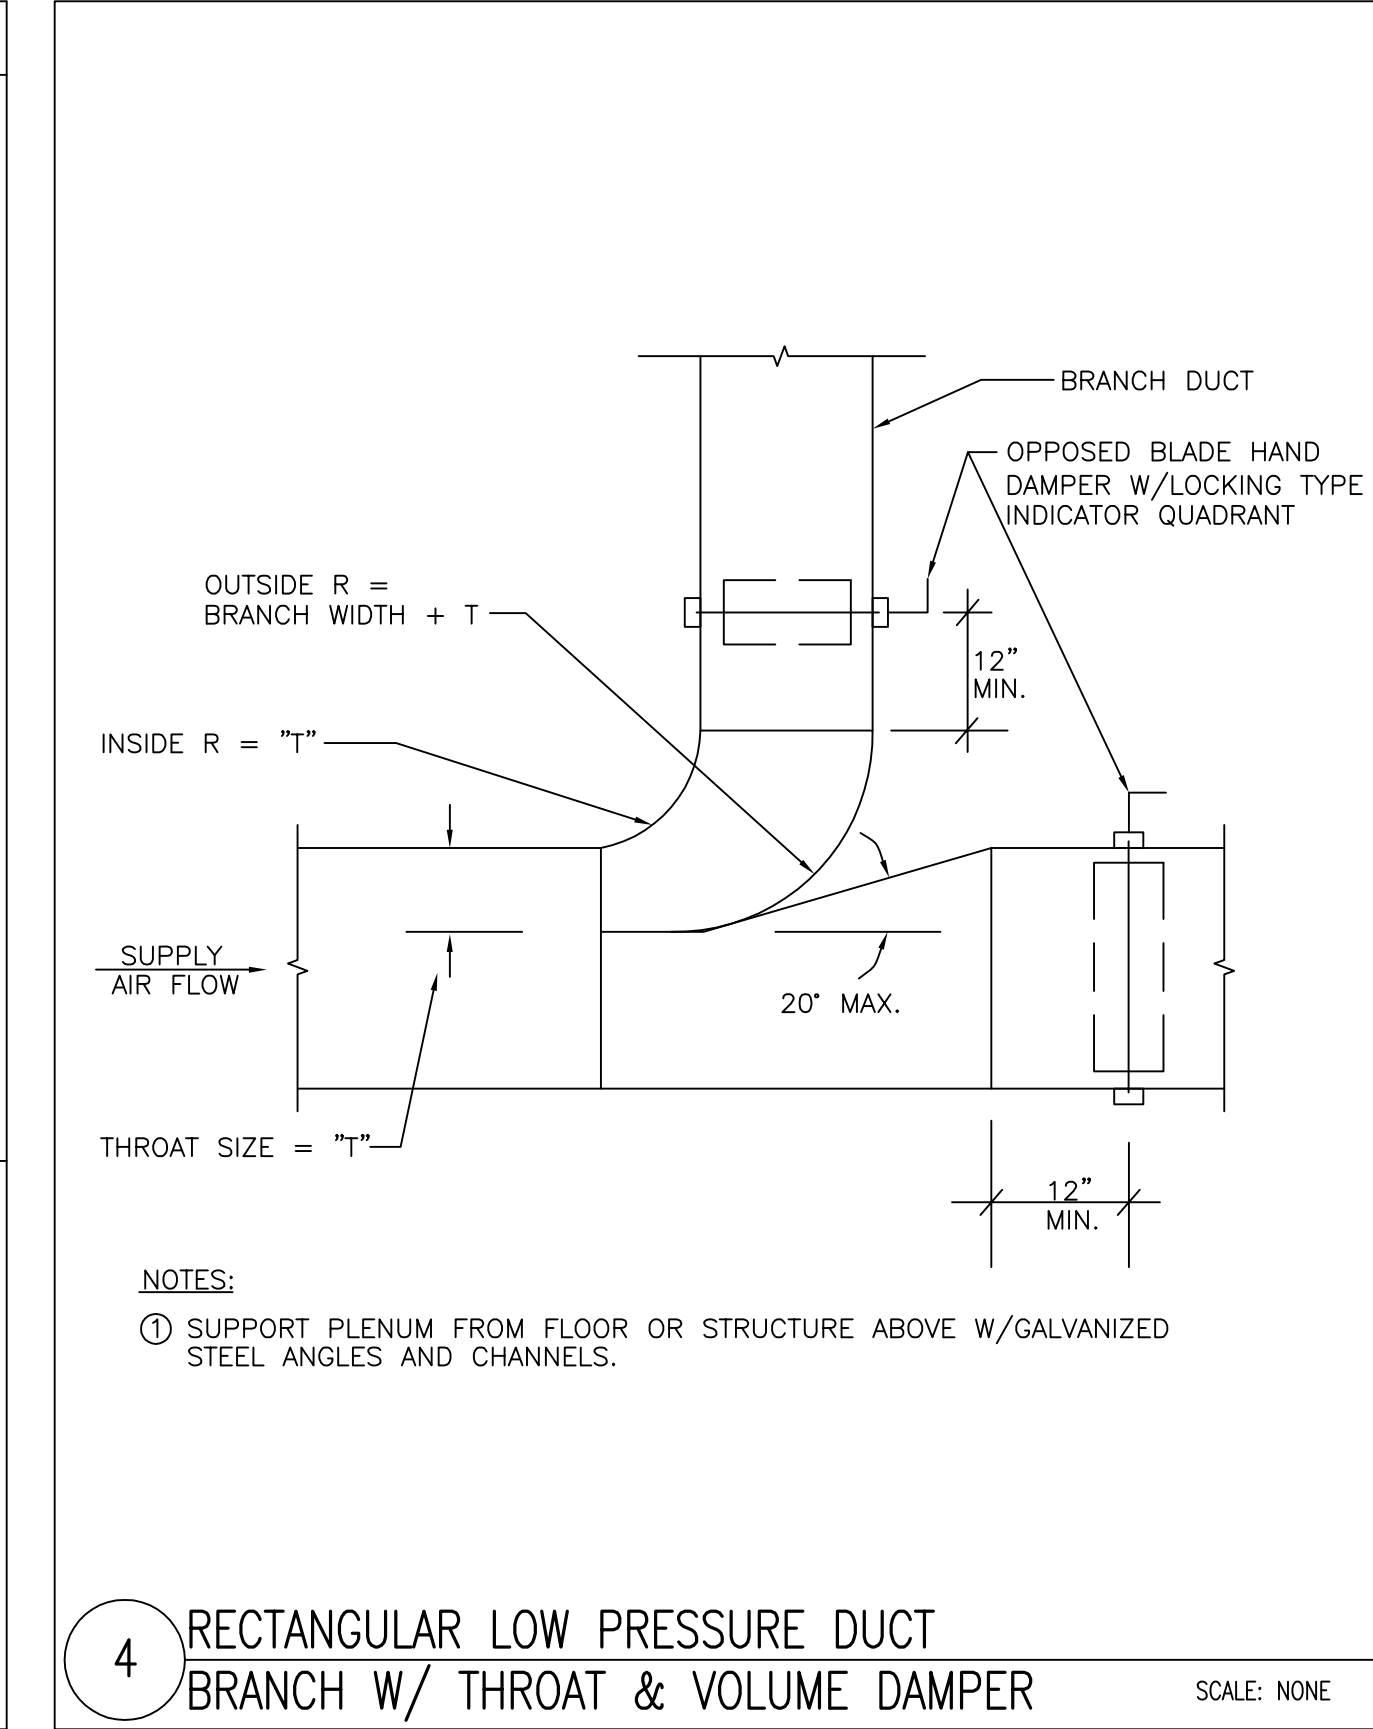 BRANCH DUCT
OPPOSED BLADE HAND
DAMPER W/LOCKING TYPE
INDICATOR QUADRANT
OUTSIDE R =
BRANCH WIDTH + T
12"
MIN.
INSIDE R = "T"
SUPPLY
AIR FLOW
20° MAX.
THROAT SIZE = "T"
12"
MIN.
NOTES:
1 SUPPORT PLENUM FROM FLOOR OR STRUCTURE ABOVE W/GALVANIZED
STEEL ANGLES AND CHANNELS.
4
RECTANGULAR LOW PRESSURE DUCT
BRANCH W/ THROAT & VOLUME DAMPER
SCALE: NONE